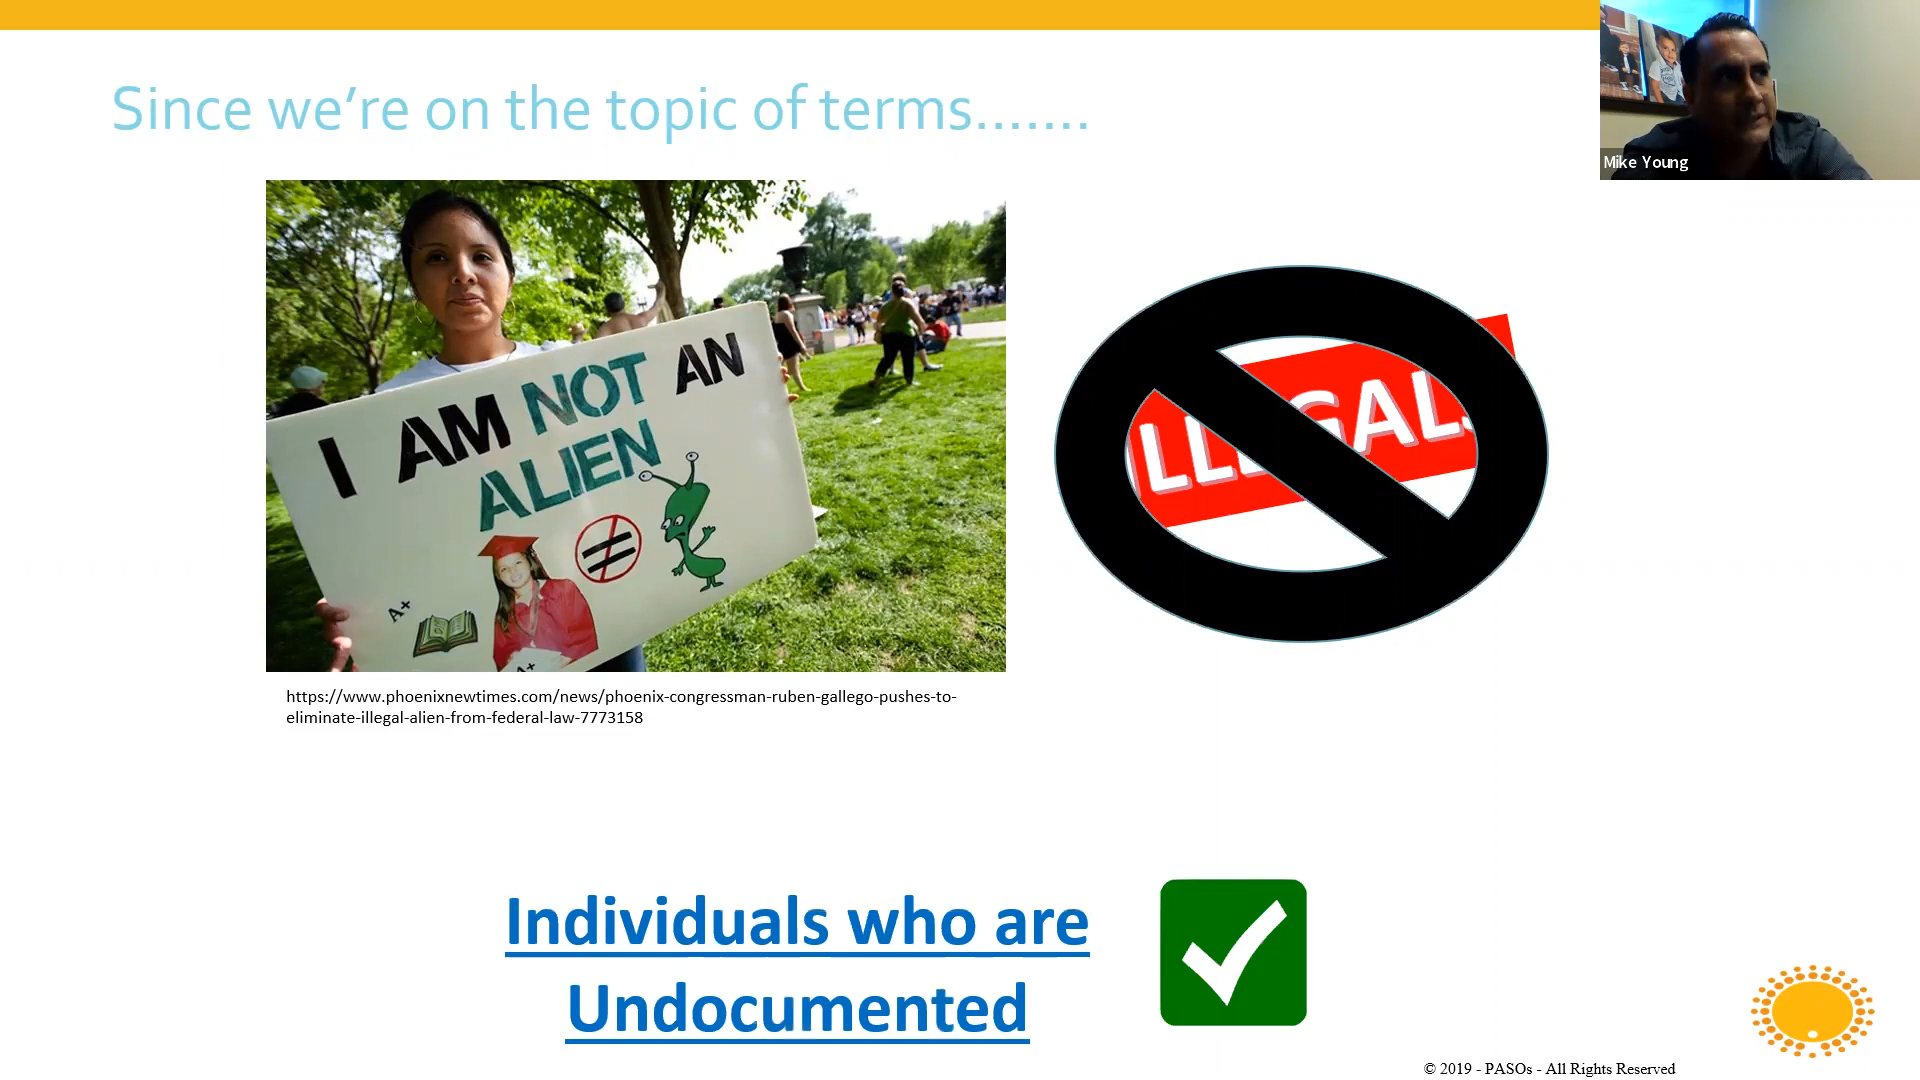 Since we're on the topic of terms.......
Mike Young
I AM NOT AN
ALIEN
A+
A+
ILLEGAL
https://www.phoenixnewtimes.com/news/phoenix-congressman-ruben-gallego-pushes-to-
eliminate-illegal-alien-from-federal-law-7773158
Individuals who are
Undocumented
© 2019 - PASOs - All Rights Reserved